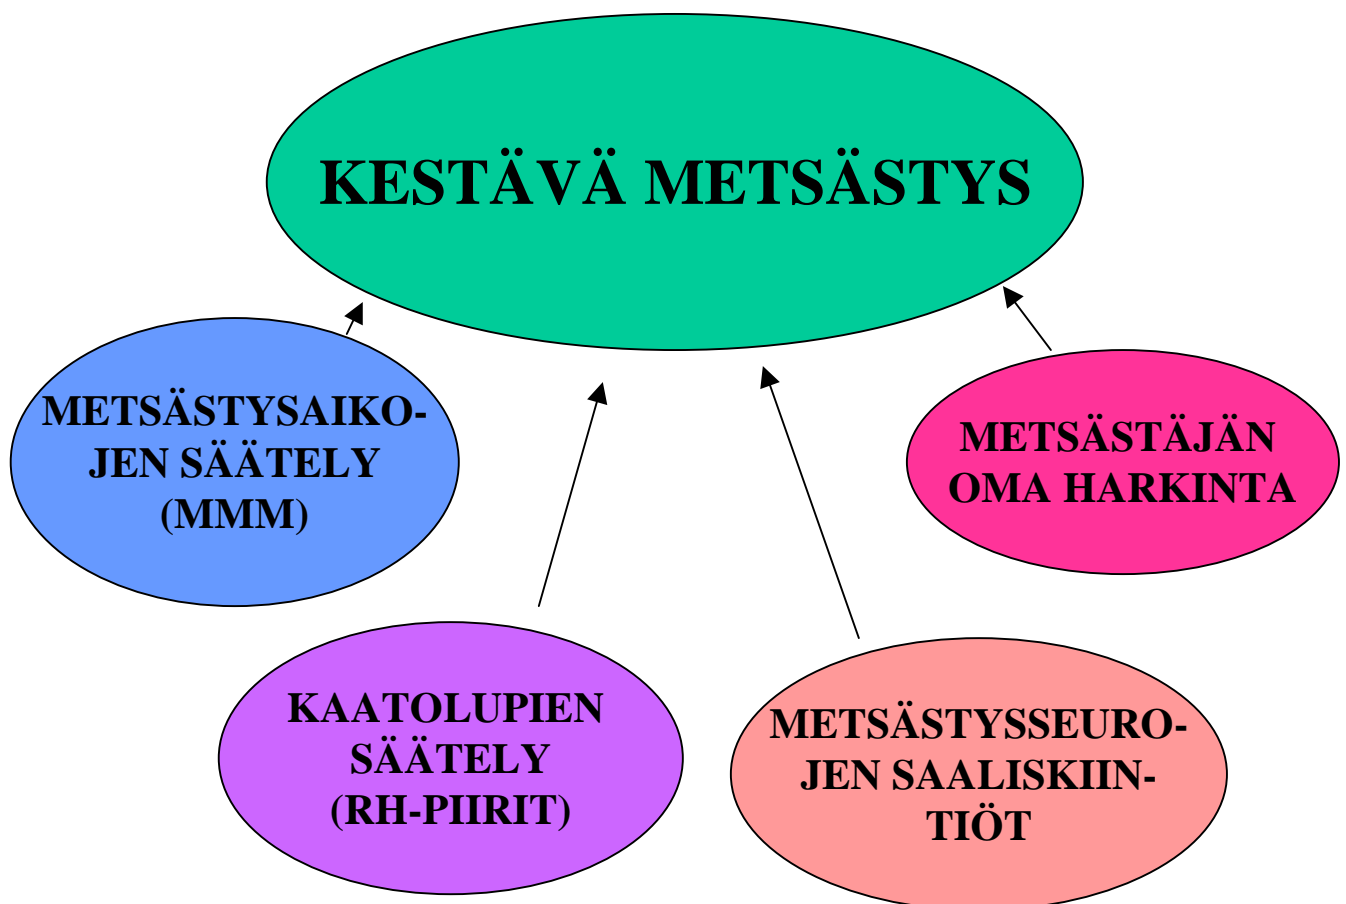 KESTÄVÄ METSÄSTYS
METSÄSTYSAIKO-
JEN SÄÄTELY
(MMM)
METSÄSTÄJÄN
OMA HARKINTA
KAATOLUPIEN
SÄÄTELY
(RH-PIIRIT)
METSÄSTYSSEURO-
JEN SAALISKIIN-
TIÖT